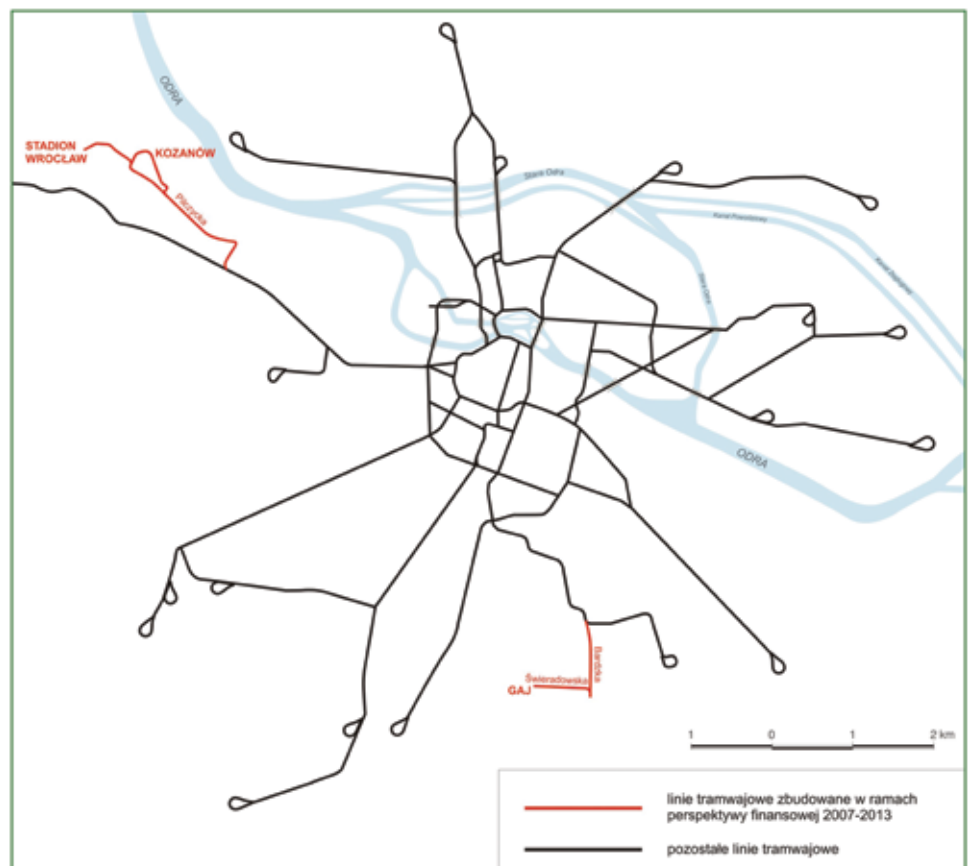 ODRA
STADION
WROCŁAW
KOZANÓW
Pilczycka
Stara Odra
Kanał Powodziowy
Kanał Żeglugowy
Stara Odra
ODRA
Bardzka
Świeradowska
GAJ
1 0 1 2 km
linie tramwajowe zbudowane w ramach
perspektywy finansowej 2007-2013
pozostałe linie tramwajowe